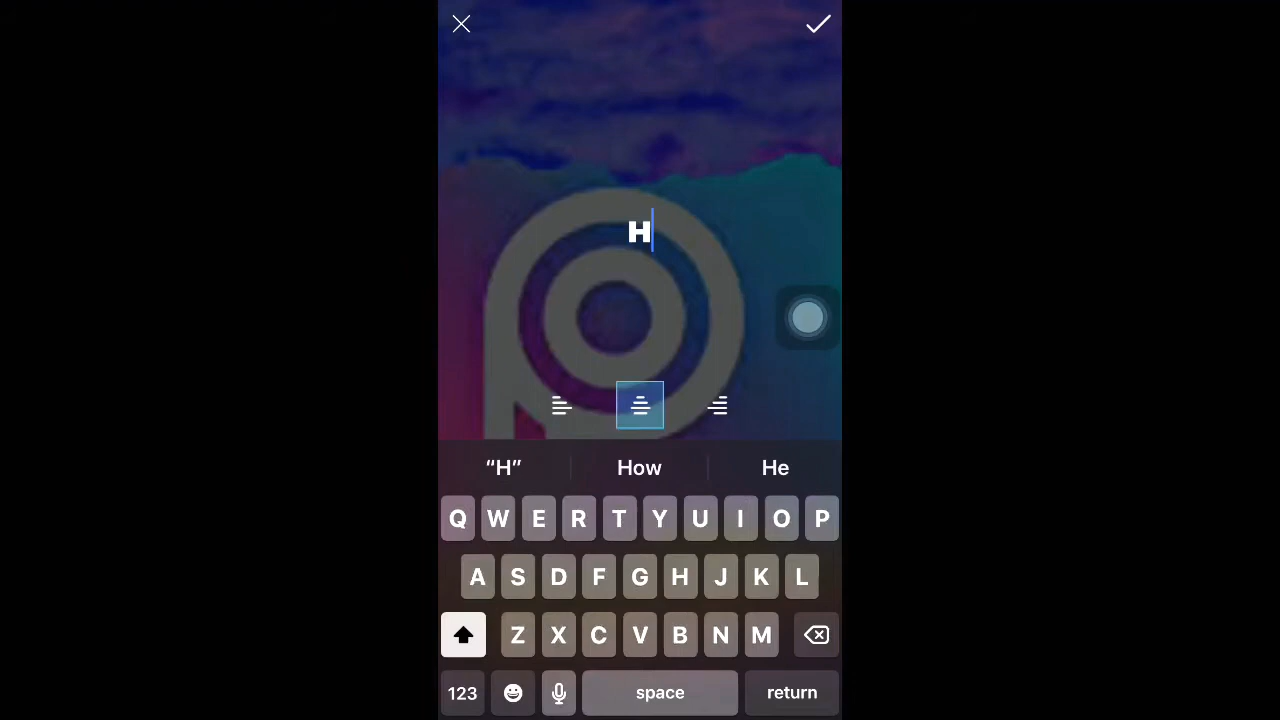 H
“H” How He
Q W E R T Y U I O P
A S D F G H J K L
Z X C V B N M
123 space return